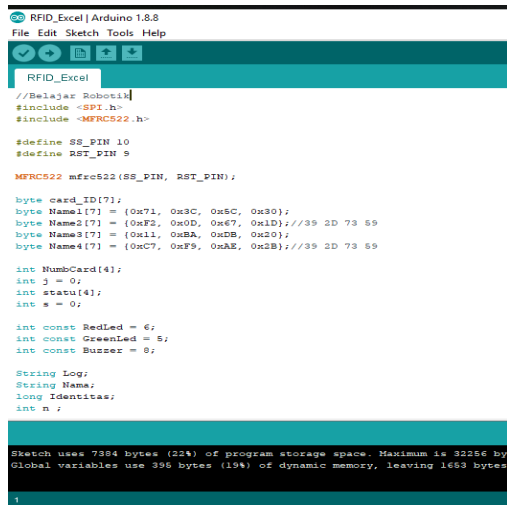 RFID_Excel | Arduino 1.8.8
File Edit Sketch Tools Help
RFID_Excel
//Belajar Robotik
#include <SPI.h>
#include <MFRC522.h>
#define SS_PIN 10
#define RST_PIN 9
MFRC522 mfrc522(SS_PIN, RST_PIN);
byte card_ID[7];
byte Name1[7] = {0x71, 0x3C, 0x5C, 0x30};
byte Name2[7] = {0xF2, 0x0D, 0x67, 0x1D};//39 2D 73 59
byte Name3[7] = {0x11, 0xBA, 0xDB, 0x20};
byte Name4[7] = {0xC7, 0xF9, 0xAE, 0x2B};//39 2D 73 59
int NumbCard[4];
int j = 0;
int statu[4];
int s = 0;
int const RedLed = 6;
int const GreenLed = 5;
int const Buzzer = 8;
String Log;
String Nama;
long Identitas;
int n ;
Sketch uses 7384 bytes (22%) of program storage space. Maximum is 32256 by
Global variables use 395 bytes (19%) of dynamic memory, leaving 1653 bytes
1